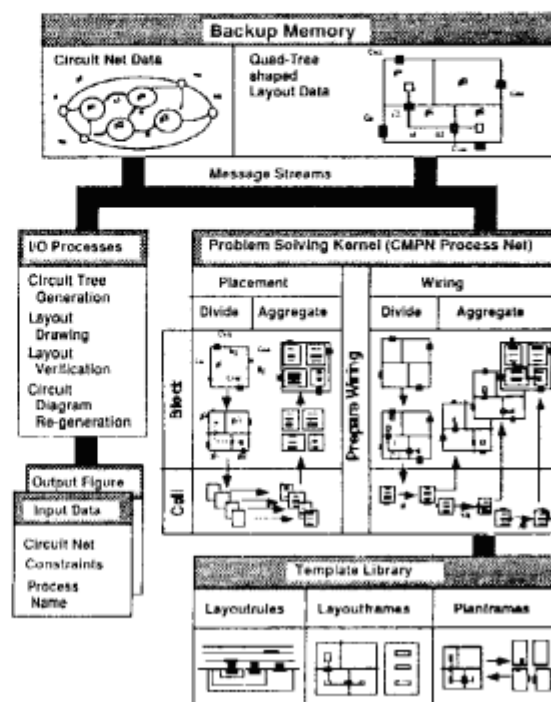 Backup Memory
Circuit Net Data
Quad-Tree
shaped
Layout Data
Message Streams
I/O Processes
Circuit Tree
Generation
Layout
Drawing
Layout
Verification
Circuit
Diagram
Re-generation
Output Figure
Input Data
Circuit Net
Constraints
Process
Name
Problem Solving Kernel (CMPN Process Net)
Placement
Wiring
Divide
Aggregate
Divide
Aggregate
Block
Prepare Wiring
Template Library
Layoutrules
Layoutframes
Planframes